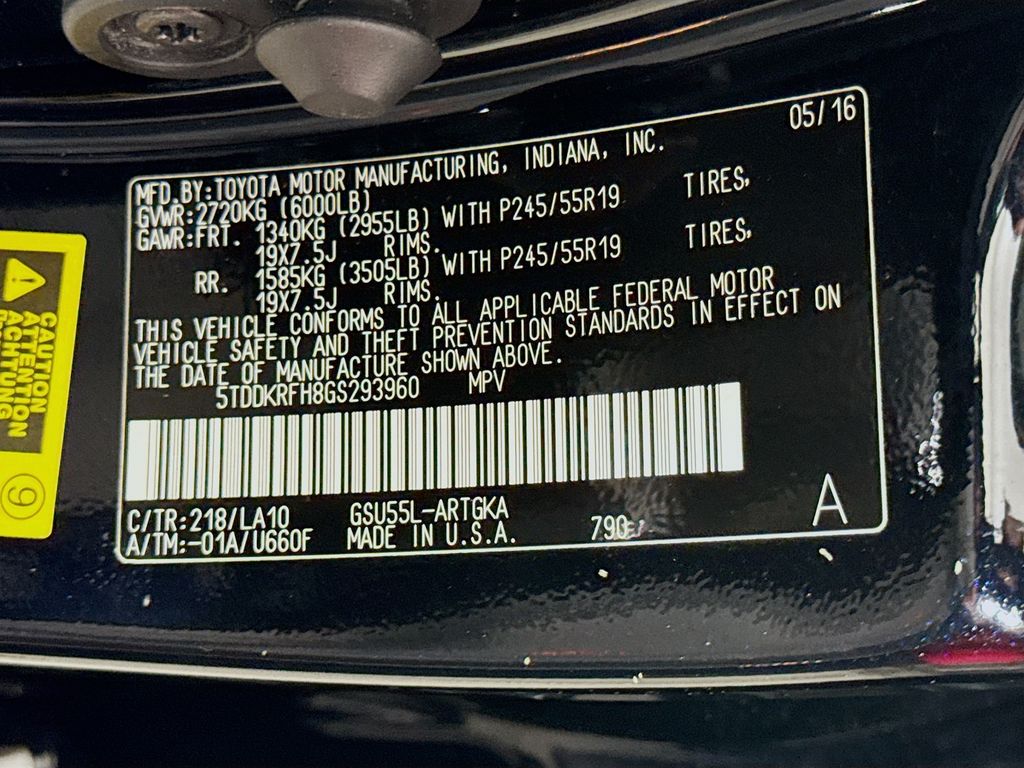 05/16
MFD.BY:TOYOTA MOTOR MANUFACTURING, INDIANA, INC.
GVWR:2720KG (6000LB)
GAWR:FRT. 1340KG (2955LB) WITH P245/55R19 TIRES,
19X7.5J RIMS.
RR. 1585KG (3505LB) WITH P245/55R19 TIRES,
19X7.5J RIMS.
THIS VEHICLE CONFORMS TO ALL APPLICABLE FEDERAL MOTOR
VEHICLE SAFETY AND THEFT PREVENTION STANDARDS IN EFFECT ON
THE DATE OF MANUFACTURE SHOWN ABOVE.
5TDDKRFH8GS293960 MPV
C/TR:218/LA10 GSU55L-ARTGKA
A/TM:-01A/U660F MADE IN U.S.A. 790
A
CAUTION
ATTENTION
ACHTUNG
9